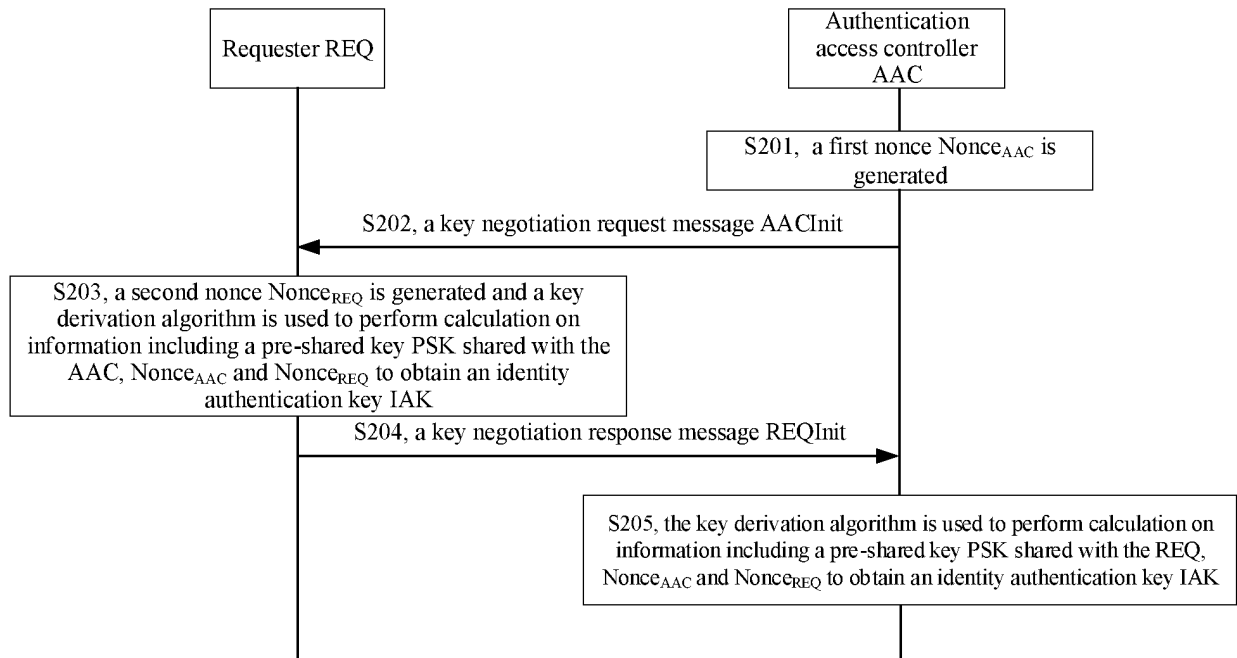 Requester REQ
Authentication
access controller
AAC
S201, a first nonce NonceAAC is
generated
S202, a key negotiation request message AACInit
S203, a second nonce NonceREQ is generated and a key
derivation algorithm is used to perform calculation on
information including a pre-shared key PSK shared with the
AAC, NonceAAC and NonceREQ to obtain an identity
authentication key IAK
S204, a key negotiation response message REQInit
S205, the key derivation algorithm is used to perform calculation on
information including a pre-shared key PSK shared with the REQ,
NonceAAC and NonceREQ to obtain an identity authentication key IAK